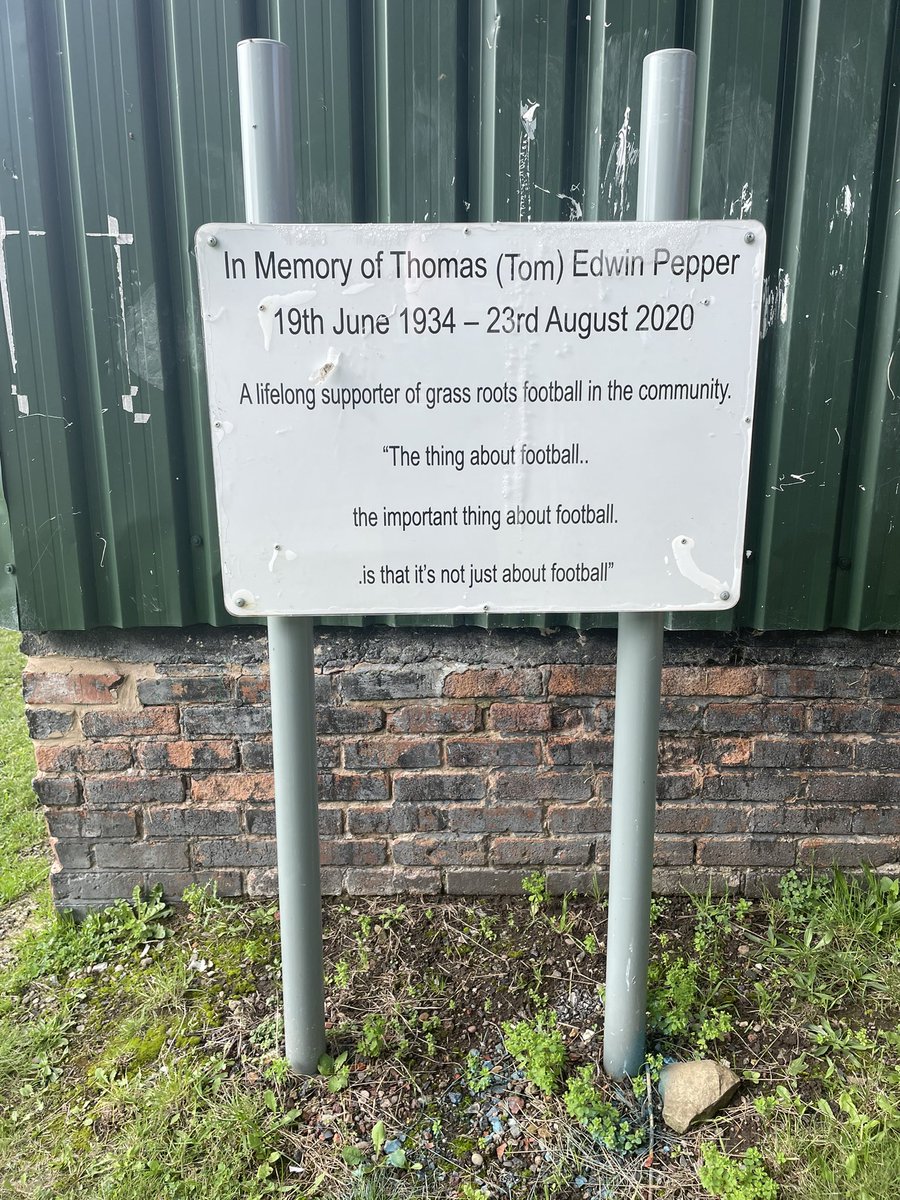 In Memory of Thomas (Tom) Edwin Pepper
19th June 1934 – 23rd August 2020
A lifelong supporter of grass roots football in the community.
“The thing about football..
the important thing about football.
.is that it’s not just about football”